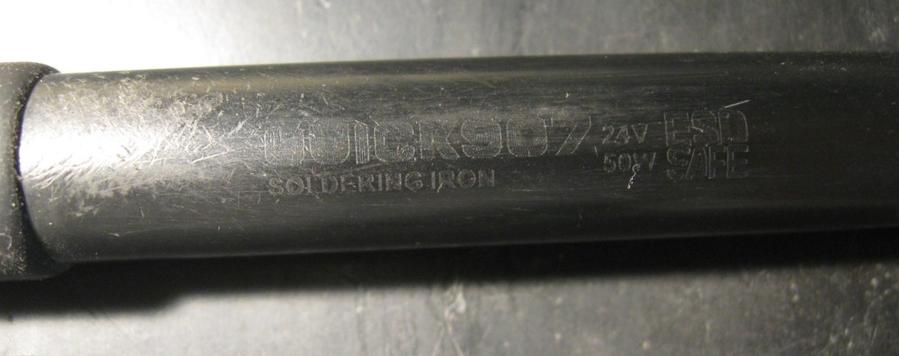 QUICK907 24V ESD
50W SAFE
SOLDERING IRON